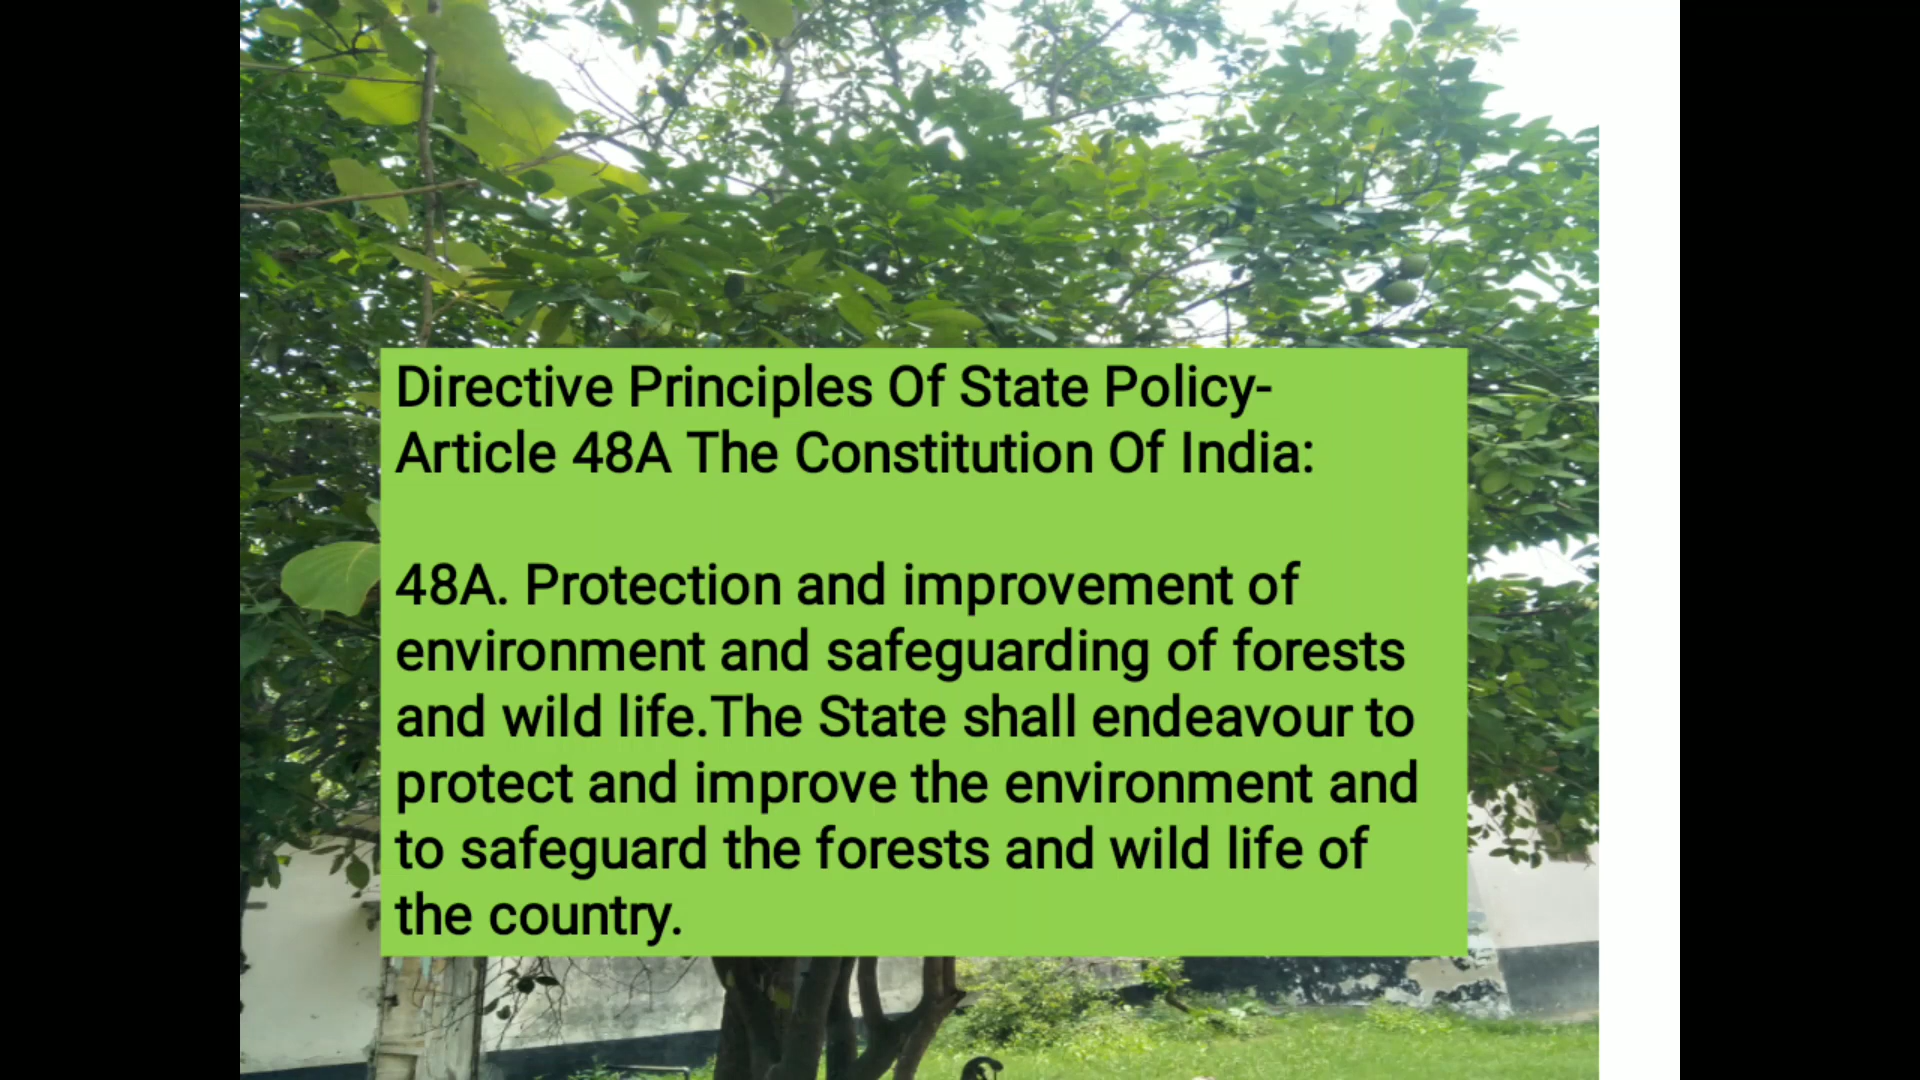 Directive Principles Of State Policy-
Article 48A The Constitution Of India:
48A. Protection and improvement of
environment and safeguarding of forests
and wild life.The State shall endeavour to
protect and improve the environment and
to safeguard the forests and wild life of
the country.